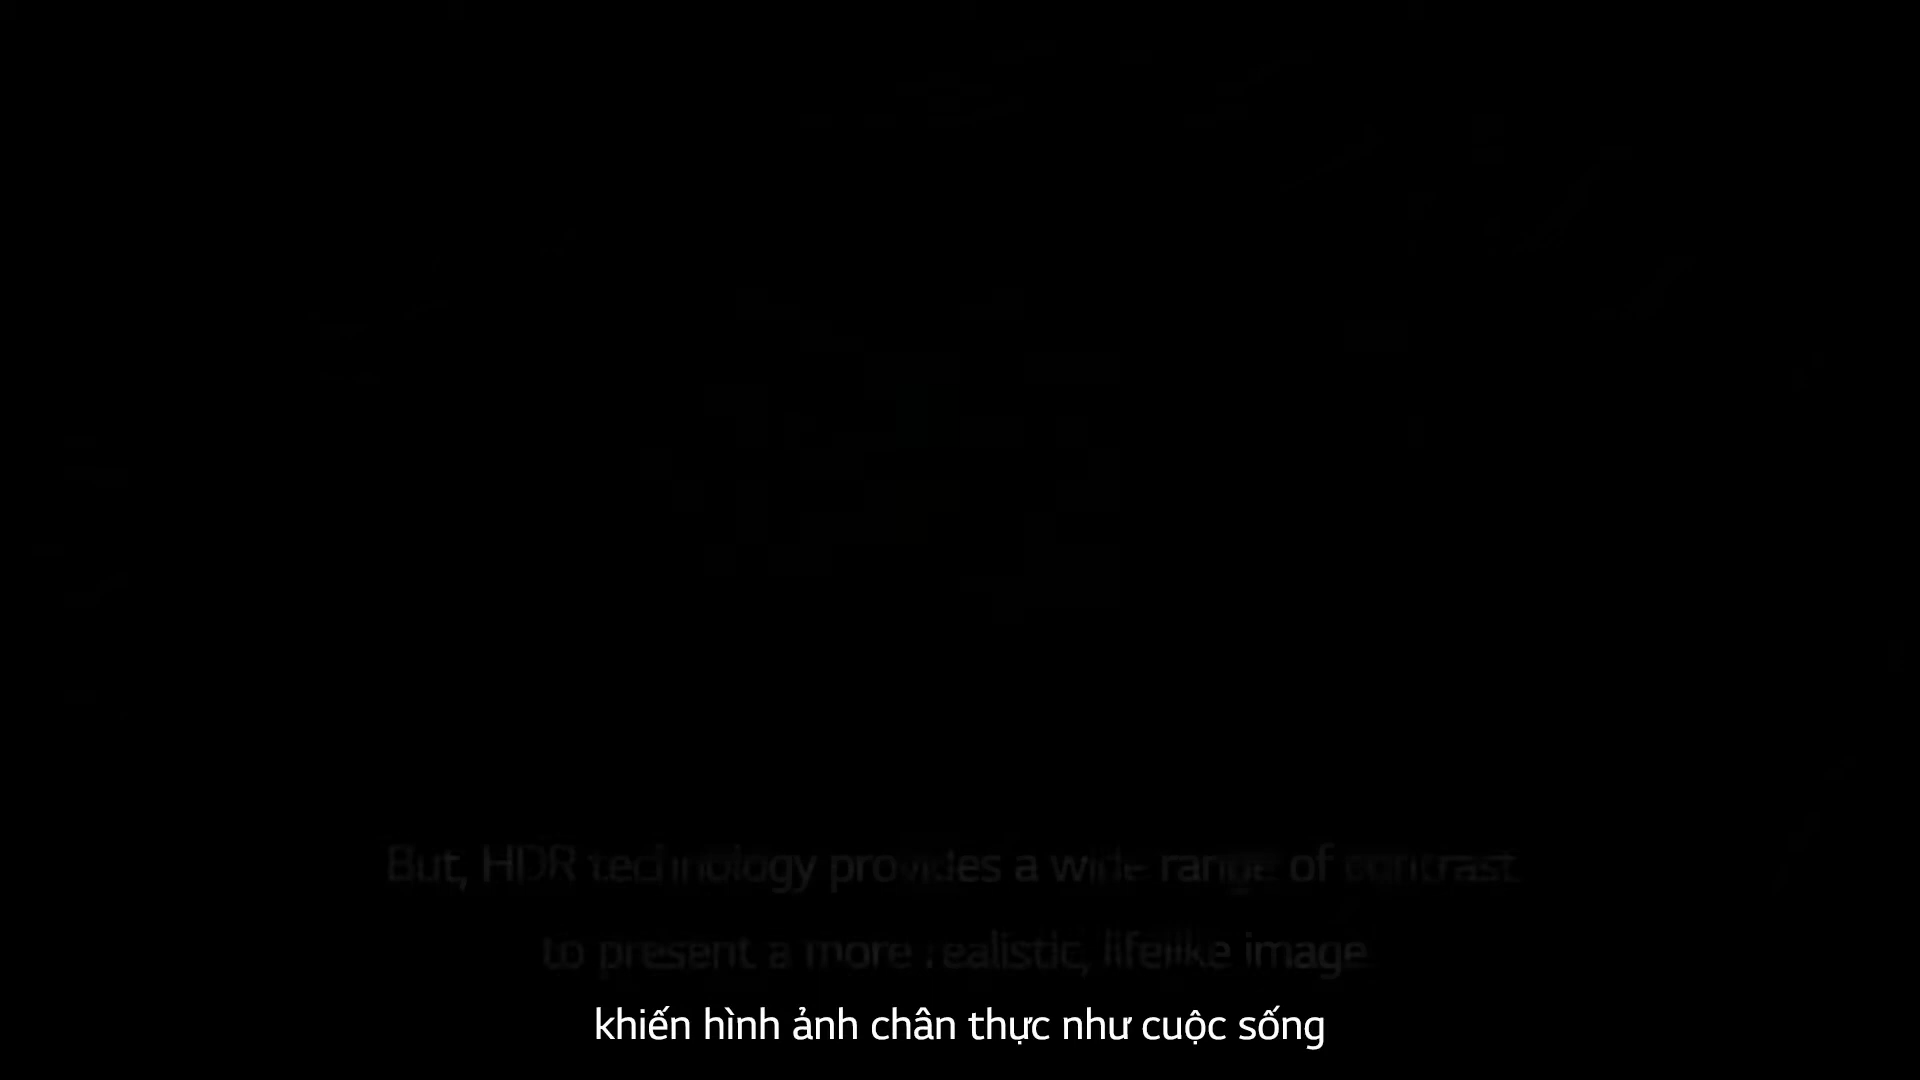 But, HDR technology provides a wide range of contrast
to present a more realistic, lifelike image
khiến hình ảnh chân thực như cuộc sống